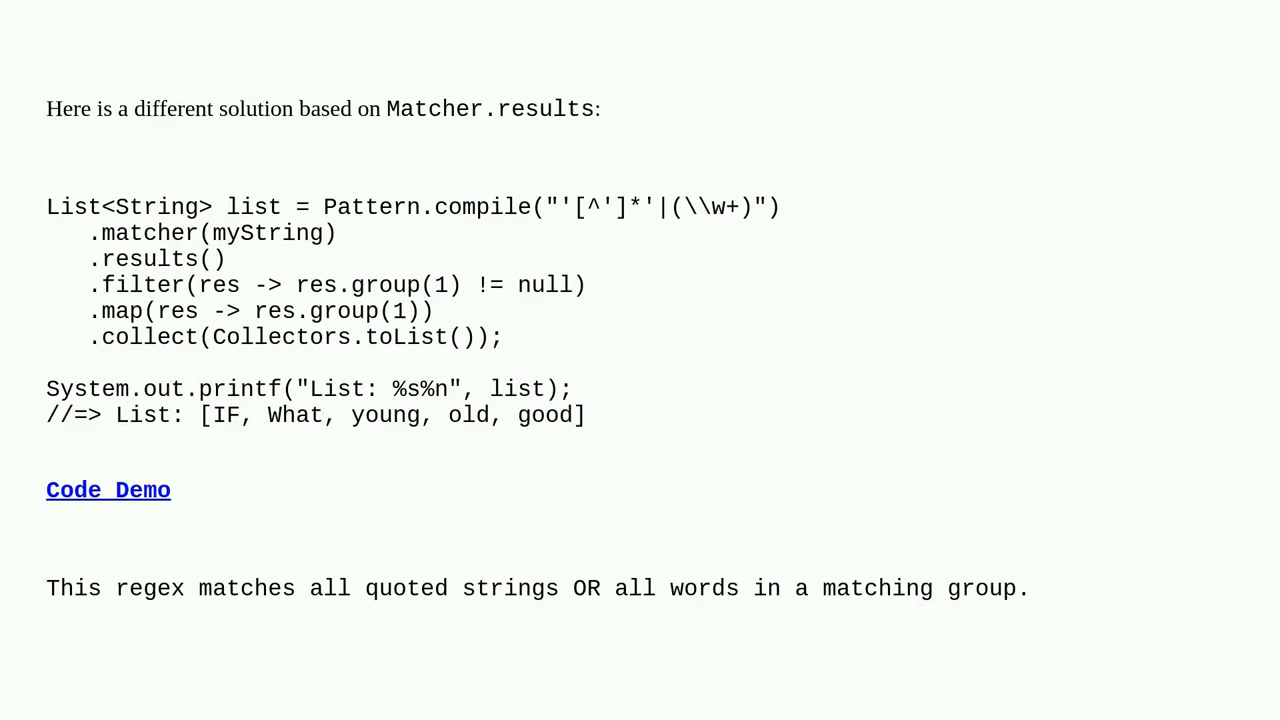 Here is a different solution based on Matcher.results:
List<String> list = Pattern.compile("'[^']*'|(\\w+)")
   .matcher(myString)
   .results()
   .filter(res -> res.group(1) != null)
   .map(res -> res.group(1))
   .collect(Collectors.toList());
System.out.printf("List: %s%n", list);
//=> List: [IF, What, young, old, good]
Code Demo
This regex matches all quoted strings OR all words in a matching group.